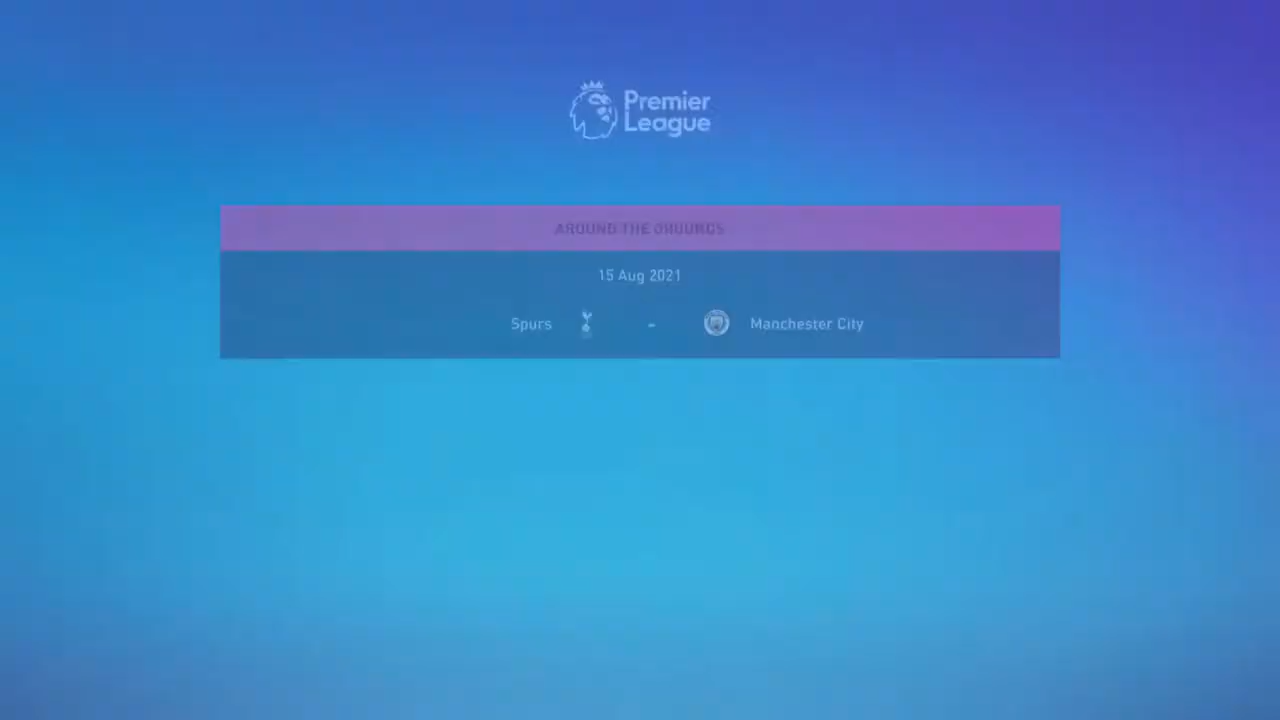 Premier
League
AROUND THE GROUNDS
15 Aug 2021
Spurs - Manchester City